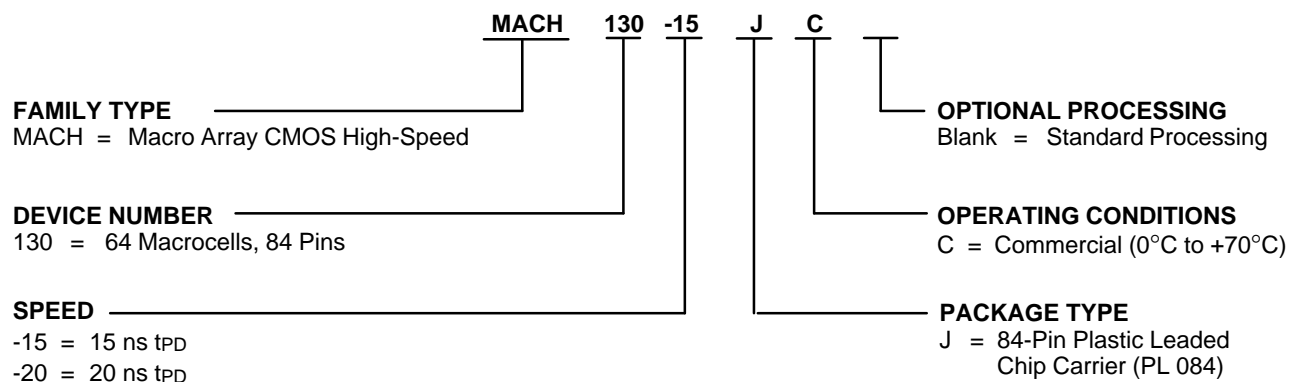 MACH 130 -15 J C
FAMILY TYPE
MACH = Macro Array CMOS High-Speed
DEVICE NUMBER
130 = 64 Macrocells, 84 Pins
SPEED
-15 = 15 ns tPD
-20 = 20 ns tPD
OPTIONAL PROCESSING
Blank = Standard Processing
OPERATING CONDITIONS
C = Commercial (0°C to +70°C)
PACKAGE TYPE
J = 84-Pin Plastic Leaded
Chip Carrier (PL 084)